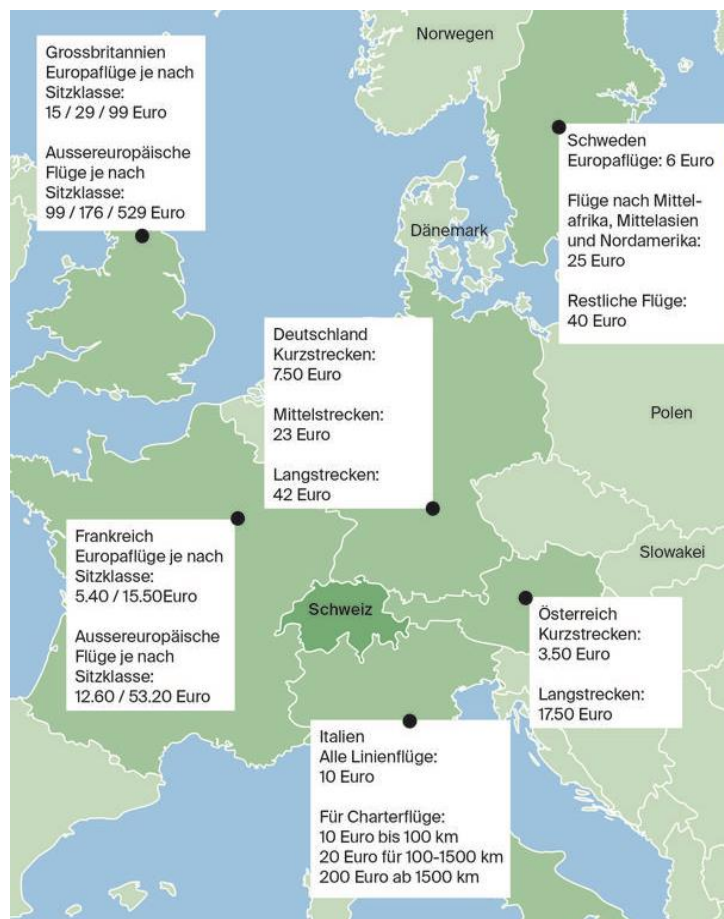 Grossbritannien
Europaflüge je nach
Sitzklasse:
15 / 29 / 99 Euro
Aussereuropäische
Flüge je nach
Sitzklasse:
99 / 176 / 529 Euro
Norwegen
Schweden
Europaflüge: 6 Euro
Flüge nach Mittel-
afrika, Mittelasien
und Nordamerika:
25 Euro
Restliche Flüge:
40 Euro
Dänemark
Deutschland
Kurzstrecken:
7.50 Euro
Mittelstrecken:
23 Euro
Langstrecken:
42 Euro
Polen
Slowakei
Frankreich
Europaflüge je nach
Sitzklasse:
5.40 / 15.50Euro
Aussereuropäische
Flüge je nach
Sitzklasse:
12.60 / 53.20 Euro
Schweiz
Österreich
Kurzstrecken:
3.50 Euro
Langstrecken:
17.50 Euro
Italien
Alle Linienflüge:
10 Euro
Für Charterflüge:
10 Euro bis 100 km
20 Euro für 100-1500 km
200 Euro ab 1500 km